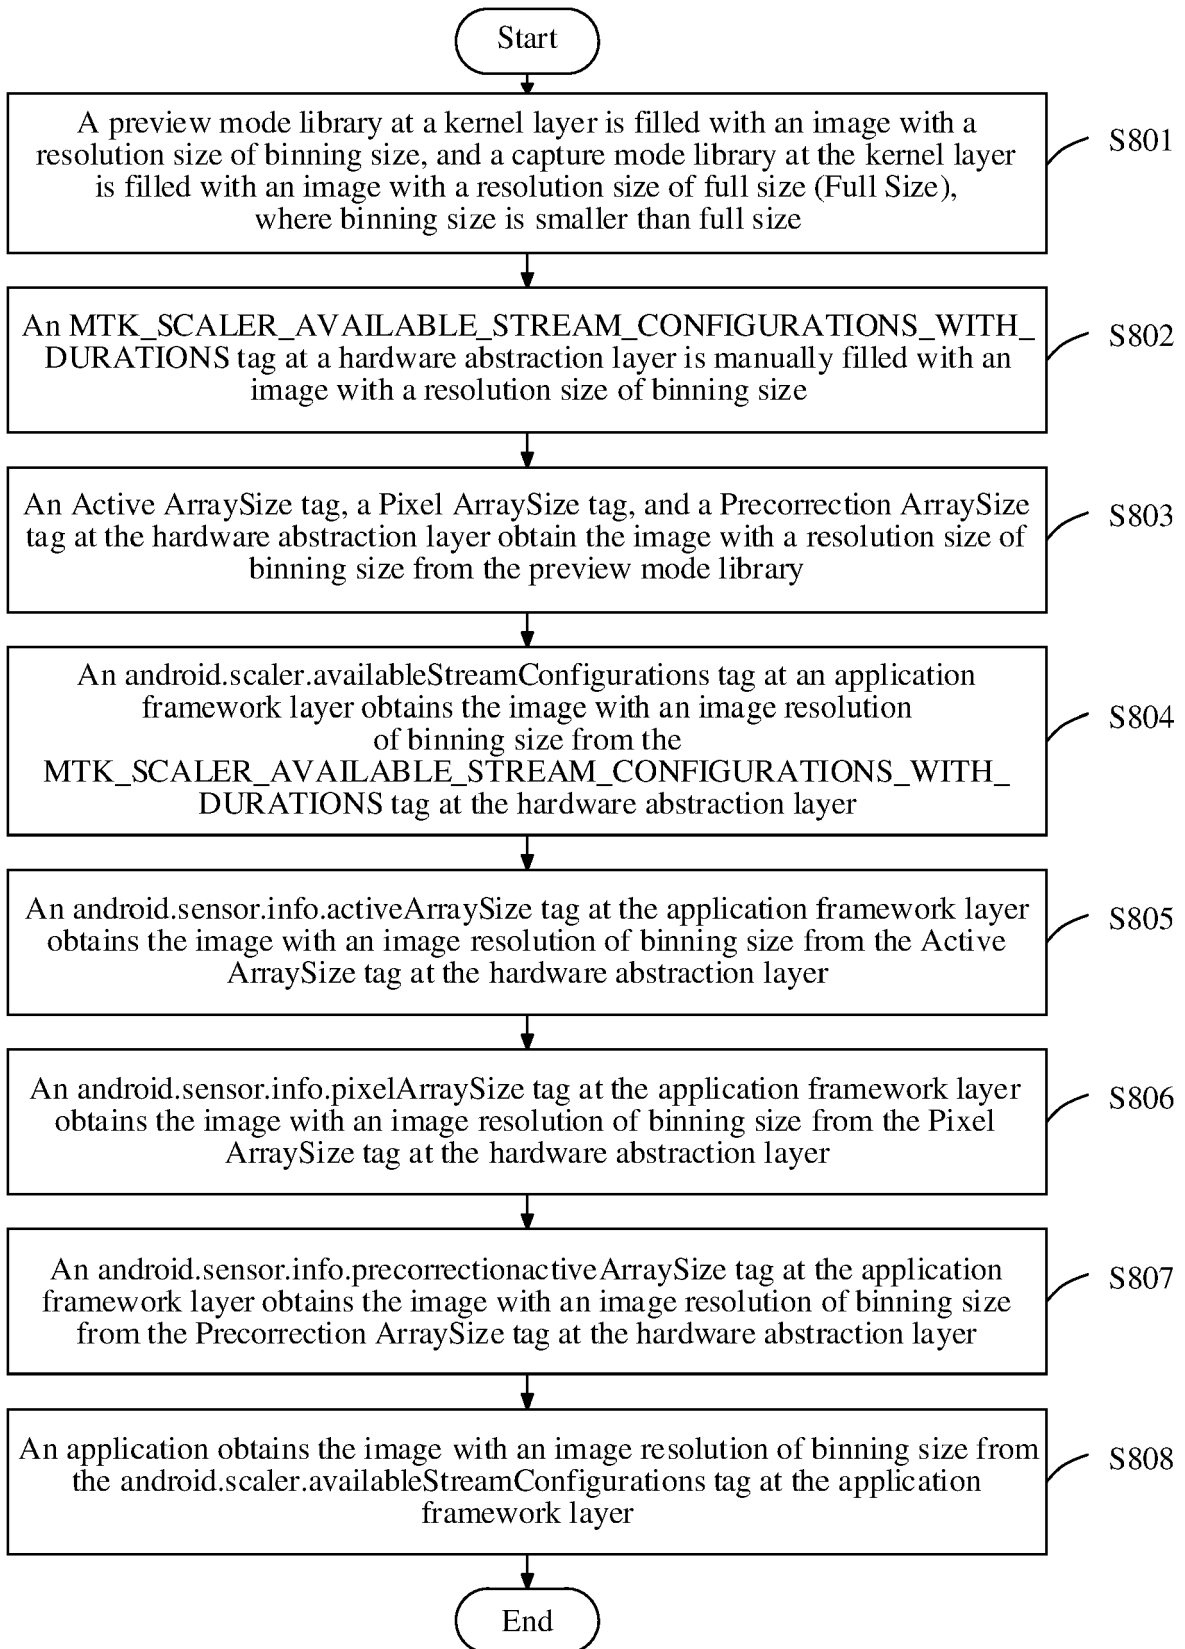 Start
A preview mode library at a kernel layer is filled with an image with a
resolution size of binning size, and a capture mode library at the kernel layer
is filled with an image with a resolution size of full size (Full Size),
where binning size is smaller than full size
S801
An MTK_SCALER_AVAILABLE_STREAM_CONFIGURATIONS_WITH_
DURATIONS tag at a hardware abstraction layer is manually filled with an
image with a resolution size of binning size
S802
An Active ArraySize tag, a Pixel ArraySize tag, and a Precorrection ArraySize
tag at the hardware abstraction layer obtain the image with a resolution size of
binning size from the preview mode library
S803
An android.scaler.availableStreamConfigurations tag at an application
framework layer obtains the image with an image resolution
of binning size from the
MTK_SCALER_AVAILABLE_STREAM_CONFIGURATIONS_WITH_
DURATIONS tag at the hardware abstraction layer
S804
An android.sensor.info.activeArraySize tag at the application framework layer
obtains the image with an image resolution of binning size from the Active
ArraySize tag at the hardware abstraction layer
S805
An android.sensor.info.pixelArraySize tag at the application framework layer
obtains the image with an image resolution of binning size from the Pixel
ArraySize tag at the hardware abstraction layer
S806
An android.sensor.info.precorrectionactiveArraySize tag at the application
framework layer obtains the image with an image resolution of binning size
from the Precorrection ArraySize tag at the hardware abstraction layer
S807
An application obtains the image with an image resolution of binning size from
the android.scaler.availableStreamConfigurations tag at the application
framework layer
S808
End